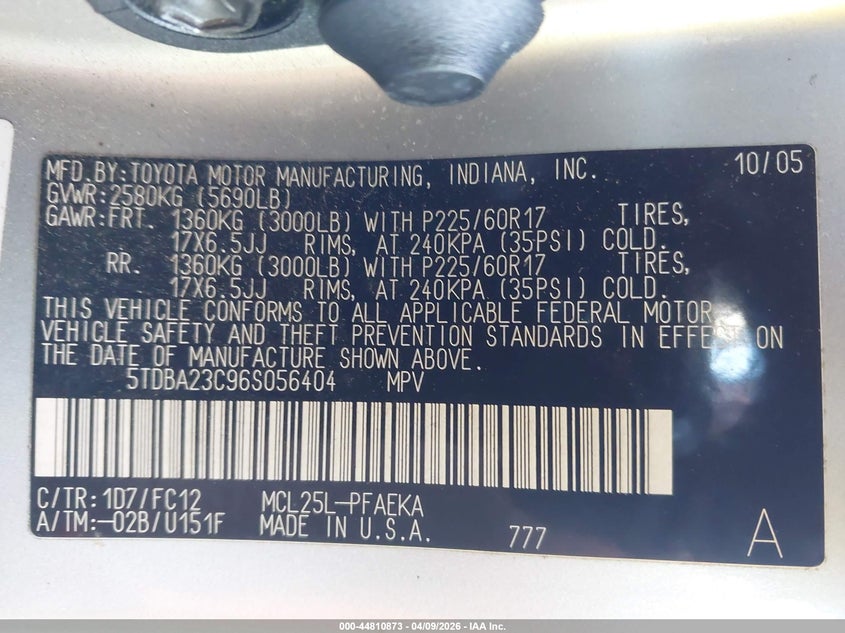 MFD.BY:TOYOTA MOTOR MANUFACTURING, INDIANA, INC. 10/05
GVWR:2580KG (5690LB)
GAWR:FRT. 1360KG (3000LB) WITH P225/60R17 TIRES,
17X6.5JJ RIMS, AT 240KPA (35PSI) COLD.
RR. 1360KG (3000LB) WITH P225/60R17 TIRES,
17X6.5JJ RIMS, AT 240KPA (35PSI) COLD.
THIS VEHICLE CONFORMS TO ALL APPLICABLE FEDERAL MOTOR
VEHICLE SAFETY AND THEFT PREVENTION STANDARDS IN EFFECT ON
THE DATE OF MANUFACTURE SHOWN ABOVE.
5TDBA23C96S056404 MPV
C/TR:1D7/FC12 MCL25L-PFAEKA
A/TM:-02B/U151F MADE IN U.S.A. 777 A
000-44810873 - 04/09/2026 - IAA Inc.